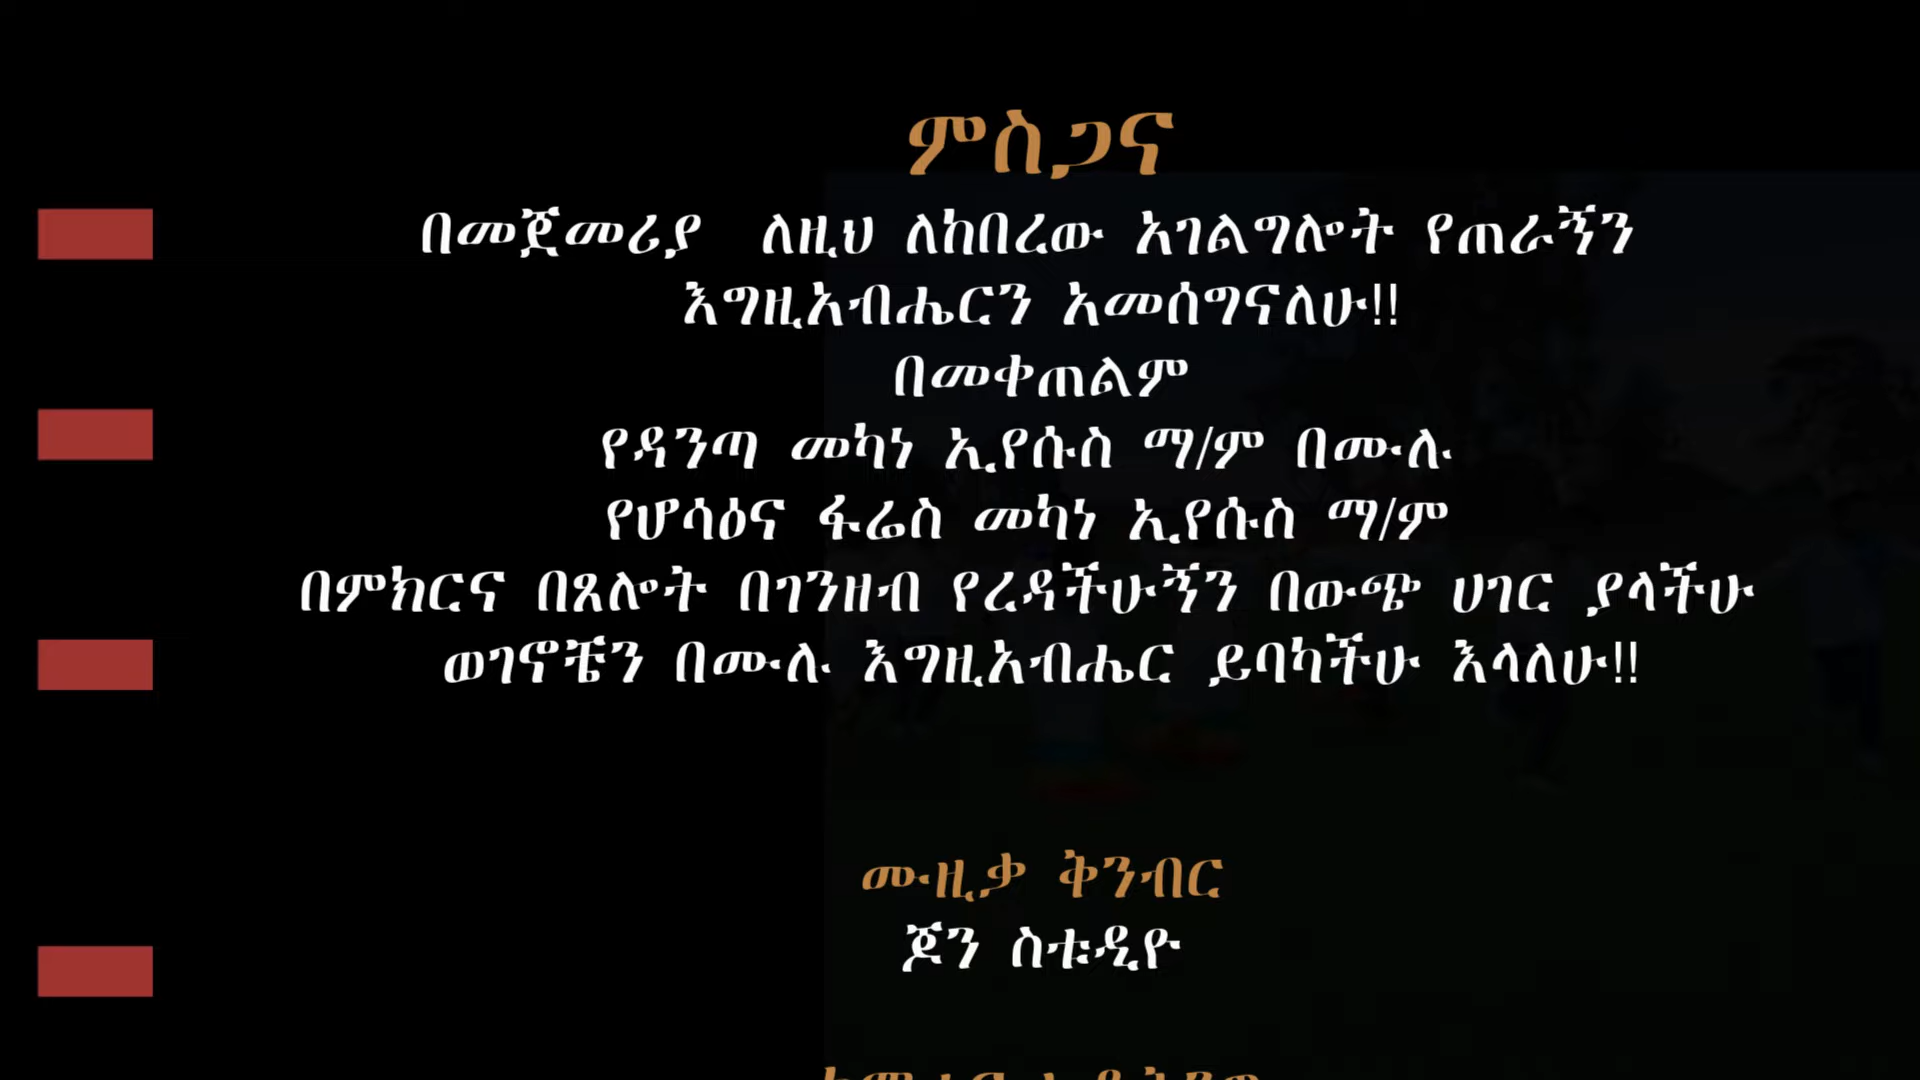 ምስጋና
በመጀመሪያ ለዚህ ለከበረው አገልግሎት የጠራኝን
እግዚአብሔርን አመሰግናለሁ!!
በመቀጠልም
የዳንጣ መካነ ኢየሱስ ማ/ም በሙሉ
የሆሳዕና ፋሬስ መካነ ኢየሱስ ማ/ም
በምክርና በጸሎት በገንዘብ የረዳችሁኝን በውጭ ሀገር ያላችሁ
ወገኖቼን በሙሉ እግዚአብሔር ይባካችሁ እላለሁ!!
ሙዚቃ ቅንብር
ጆን ስቱዲዮ